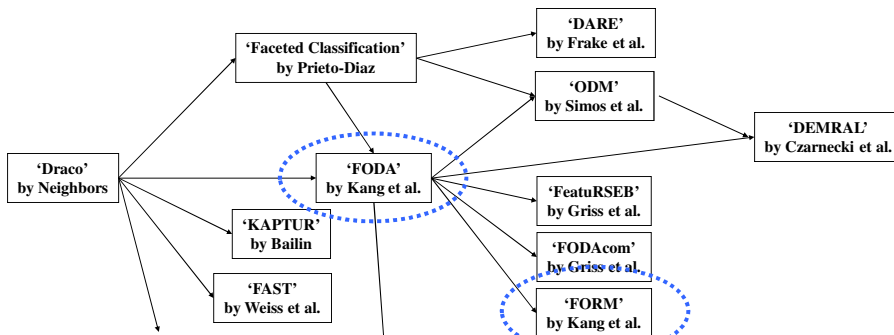 ‘DARE’
by Frake et al.
‘Faceted Classification’
by Prieto-Diaz
‘ODM’
by Simos et al.
‘DEMRAL’
by Czarnecki et al.
‘Draco’
by Neighbors
‘FODA’
by Kang et al.
‘FeatuRSEB’
by Griss et al.
‘KAPTUR’
by Bailin
‘FODAcom’
by Griss et al.
‘FAST’
by Weiss et al.
‘FORM’
by Kang et al.